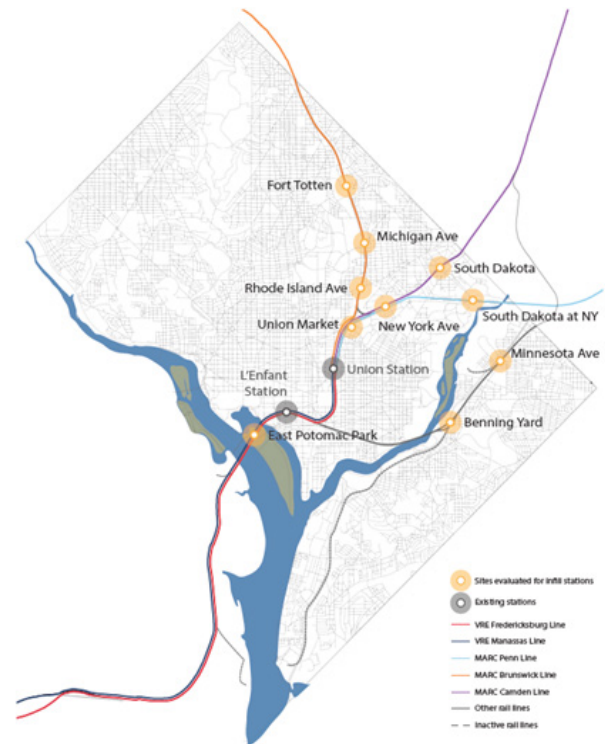 Fort Totten
Michigan Ave
South Dakota
Rhode Island Ave
South Dakota at NY
Union Market
New York Ave
Minnesota Ave
Union Station
L'Enfant
Station
Benning Yard
East Potomac Park
Sites evaluated for infill stations
Existing stations
VRE Fredericksburg Line
VRE Manassas Line
MARC Penn Line
MARC Brunswick Line
MARC Camden Line
Other rail lines
Inactive rail lines